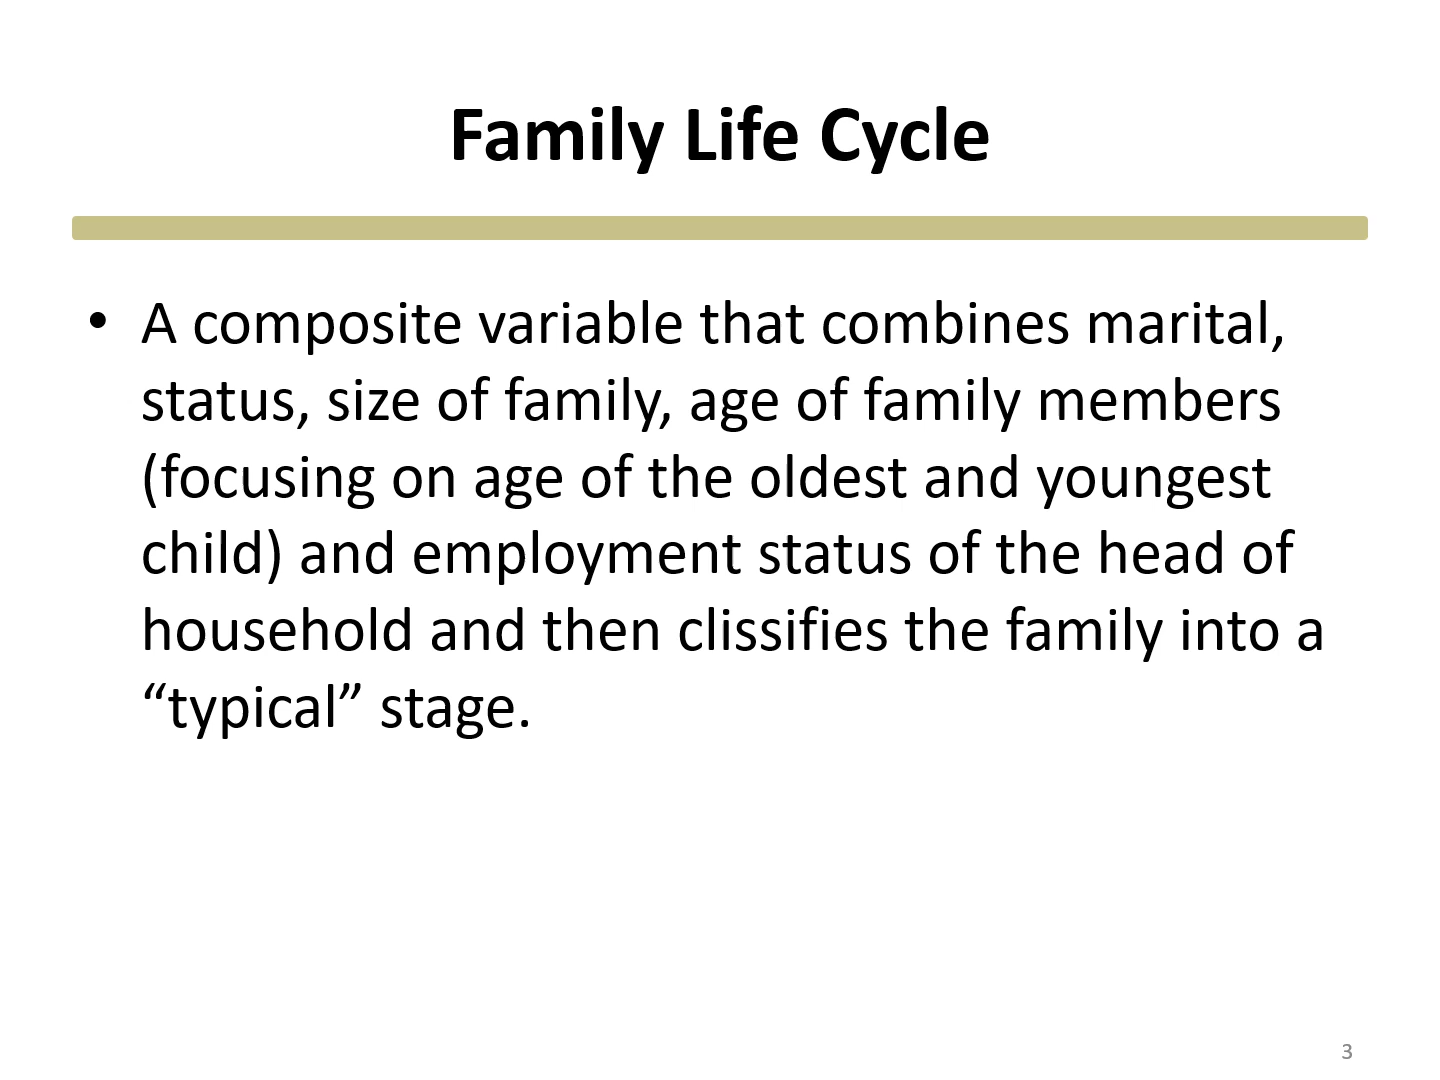 Family Life Cycle
• A composite variable that combines marital,
status, size of family, age of family members
(focusing on age of the oldest and youngest
child) and employment status of the head of
household and then clissifies the family into a
“typical” stage.
3